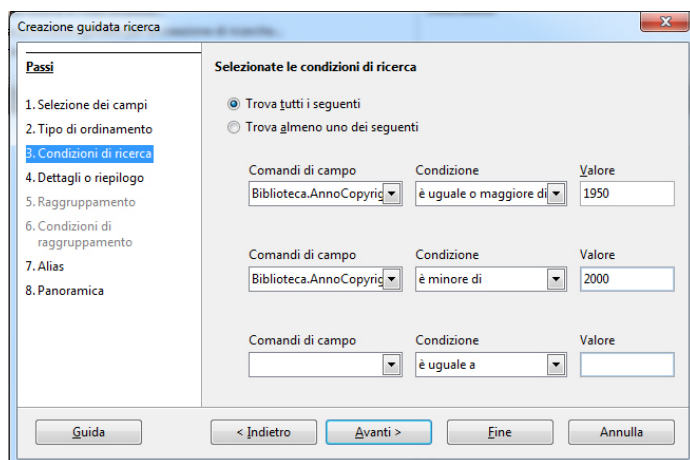 Creazione guidata ricerca
Passi
1. Selezione dei campi
2. Tipo di ordinamento
3. Condizioni di ricerca
4. Dettagli o riepilogo
5. Raggruppamento
6. Condizioni di
raggruppamento
7. Alias
8. Panoramica
Selezionate le condizioni di ricerca
Trova tutti i seguenti
Trova almeno uno dei seguenti
Comandi di campo Condizione Valore
Biblioteca.AnnoCopyrig è uguale o maggiore di 1950
Comandi di campo Condizione Valore
Biblioteca.AnnoCopyrig è minore di 2000
Comandi di campo Condizione Valore
è uguale a
Guida < Indietro Avanti > Fine Annulla